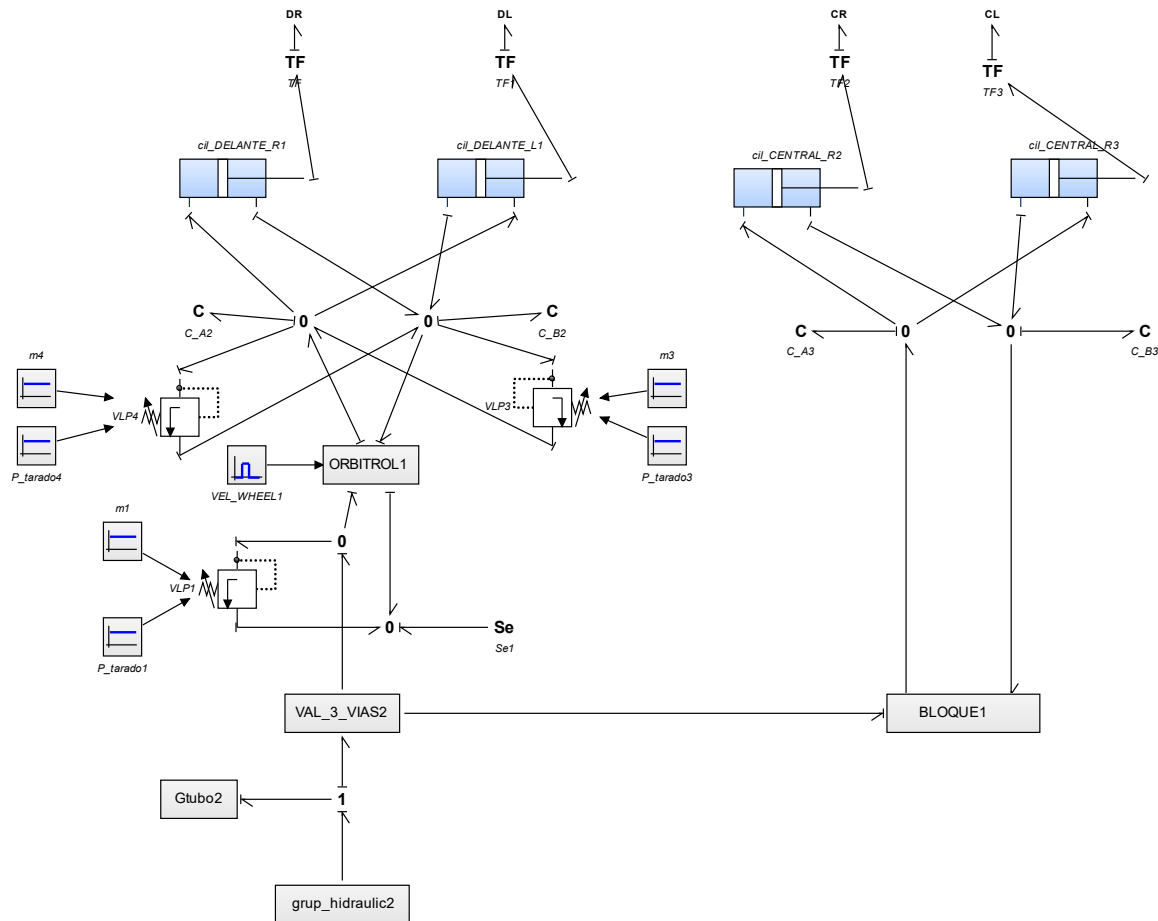 DR
DL
CR
CL
TF
TF
TF
TF
TF
TF1
TF2
TF3
cil_DELANTE_R1
cil_DELANTE_L1
cil_CENTRAL_R2
cil_CENTRAL_R3
C
C_A2
0
0
C
C_B2
C
C_A3
0
0
C
C_B3
m4
VLP4
P_tarado4
VLP3
m3
P_tarado3
VEL_WHEEL1
ORBITROL1
m1
0
VLP1
P_tarado1
0
Se
Se1
VAL_3_VIAS2
BLOQUE1
Gtubo2
1
grup_hidraulic2